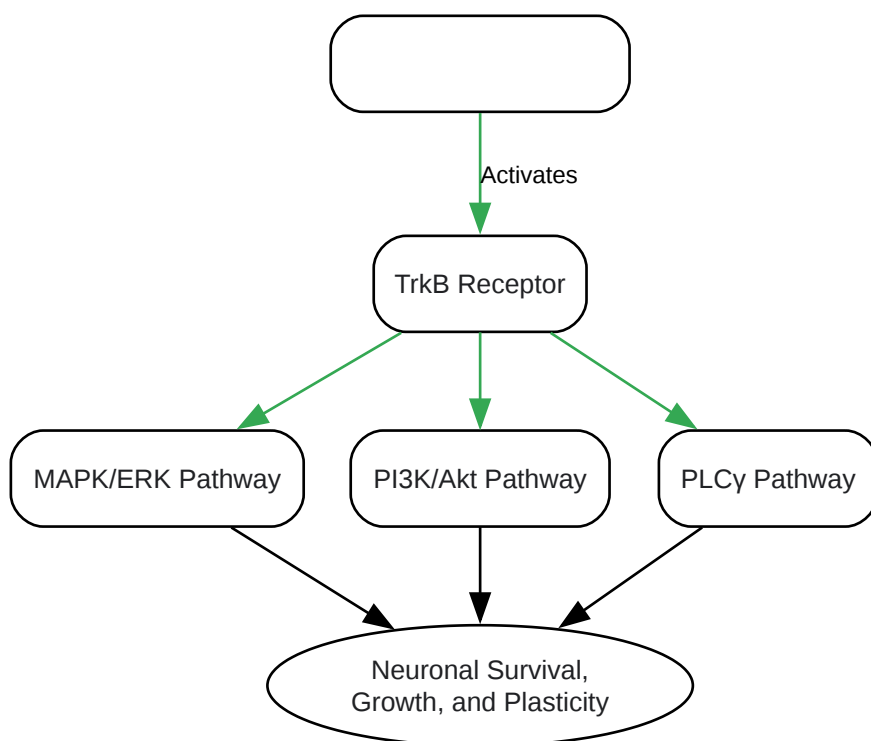 Activates
TrkB Receptor
MAPK/ERK Pathway
PI3K/Akt Pathway
PLCγ Pathway
Neuronal Survival,
Growth, and Plasticity